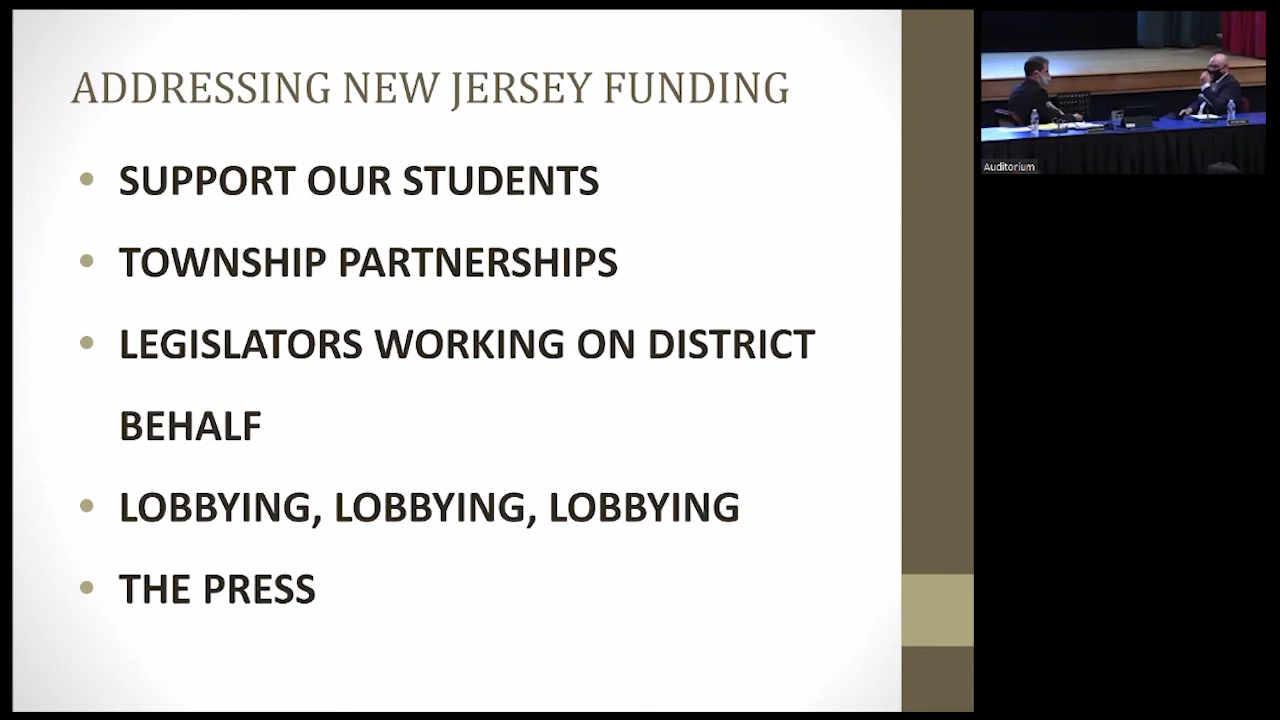 ADDRESSING NEW JERSEY FUNDING
• SUPPORT OUR STUDENTS
• TOWNSHIP PARTNERSHIPS
• LEGISLATORS WORKING ON DISTRICT
BEHALF
• LOBBYING, LOBBYING, LOBBYING
• THE PRESS
Auditorium